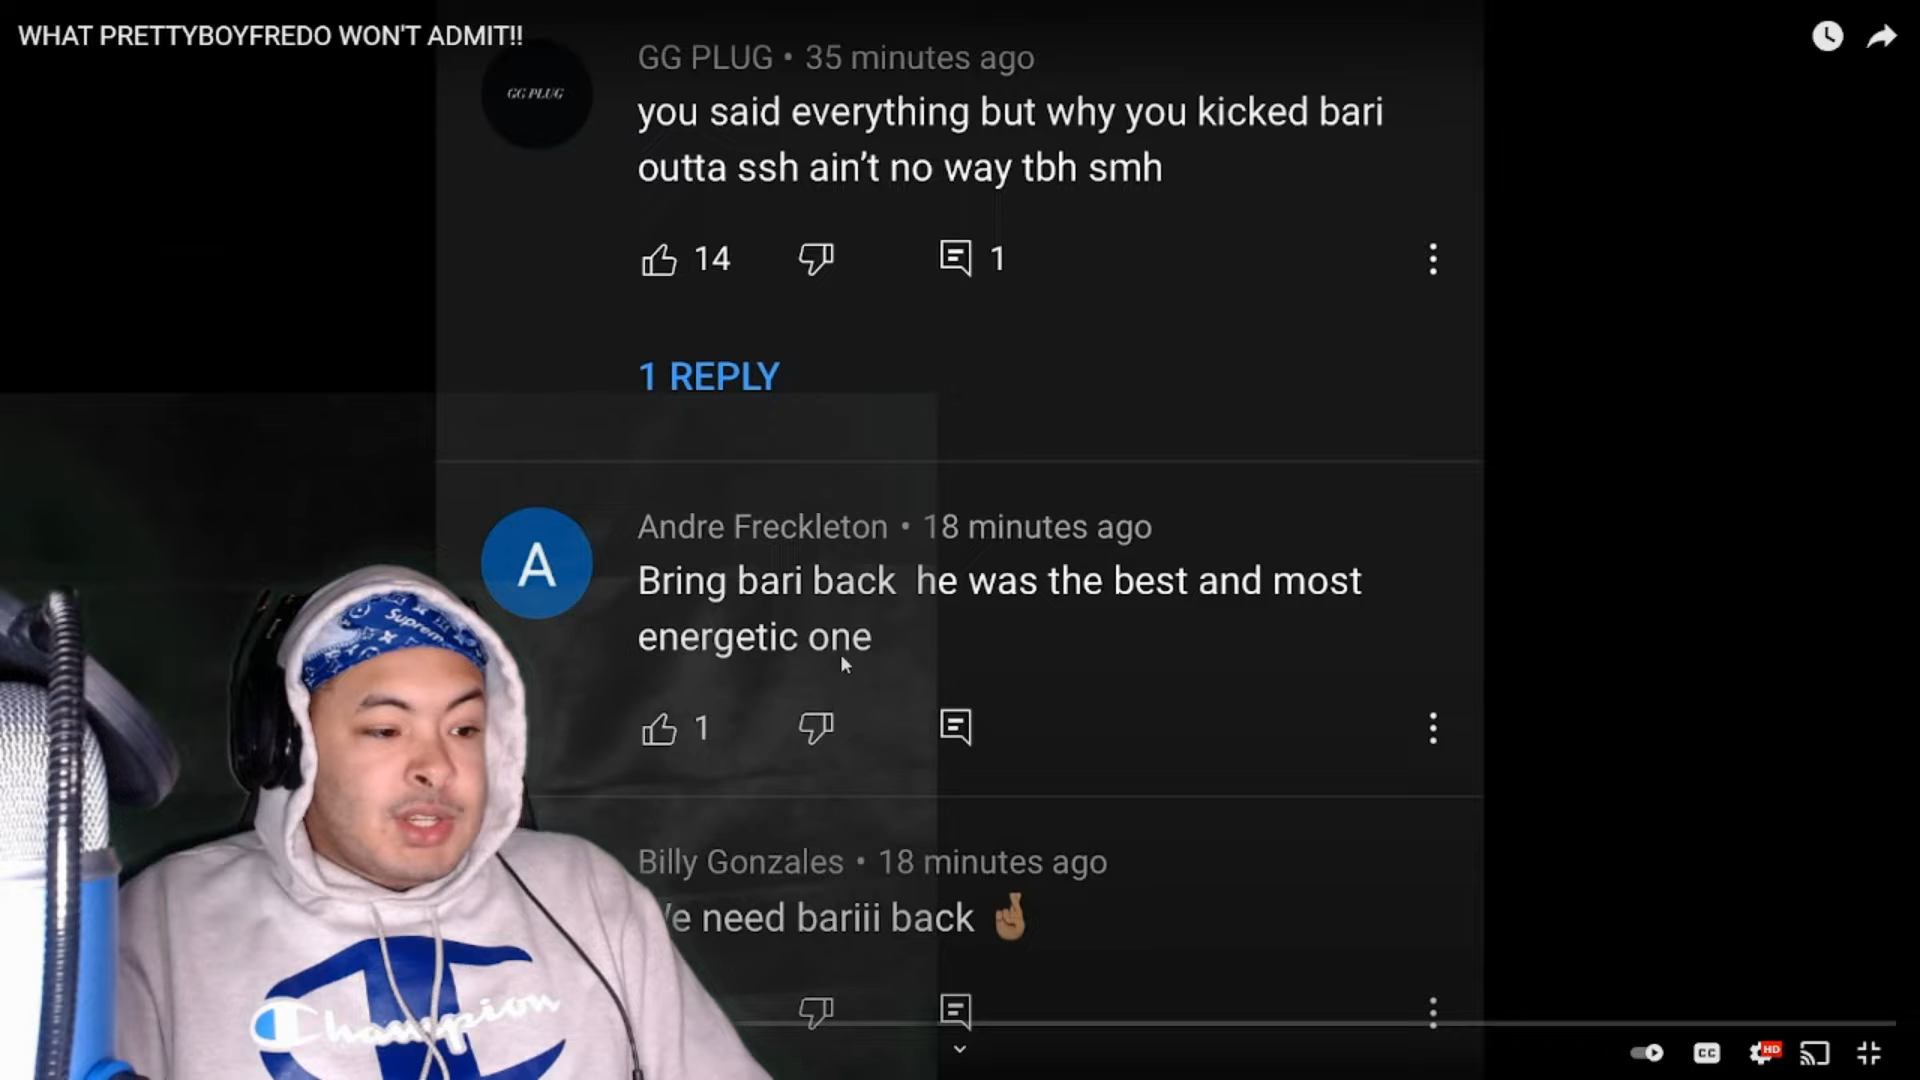 WHAT PRETTYBOYFREDO WON'T ADMIT!!
GG PLUG • 35 minutes ago
GG PLUG
you said everything but why you kicked bari
outta ssh ain't no way tbh smh
14
1
1 REPLY
Andre Freckleton • 18 minutes ago
A
Bring bari back he was the best and most
energetic one
1
Supreme
Billy Gonzales • 18 minutes ago
need bariii back 🤞🏽
Champion
CC
HD